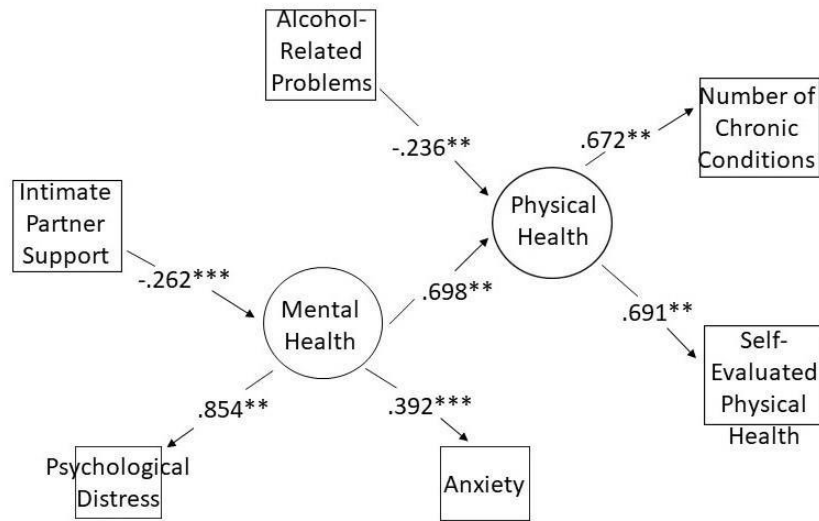 Alcohol-
Related
Problems
Number of
Chronic
Conditions
.672**
-.236**
Intimate
Partner
Support
Physical
Health
-.262***
Mental
Health
.698**
.691**
Self-
Evaluated
Physical
Health
.854**
.392***
Psychological
Distress
Anxiety